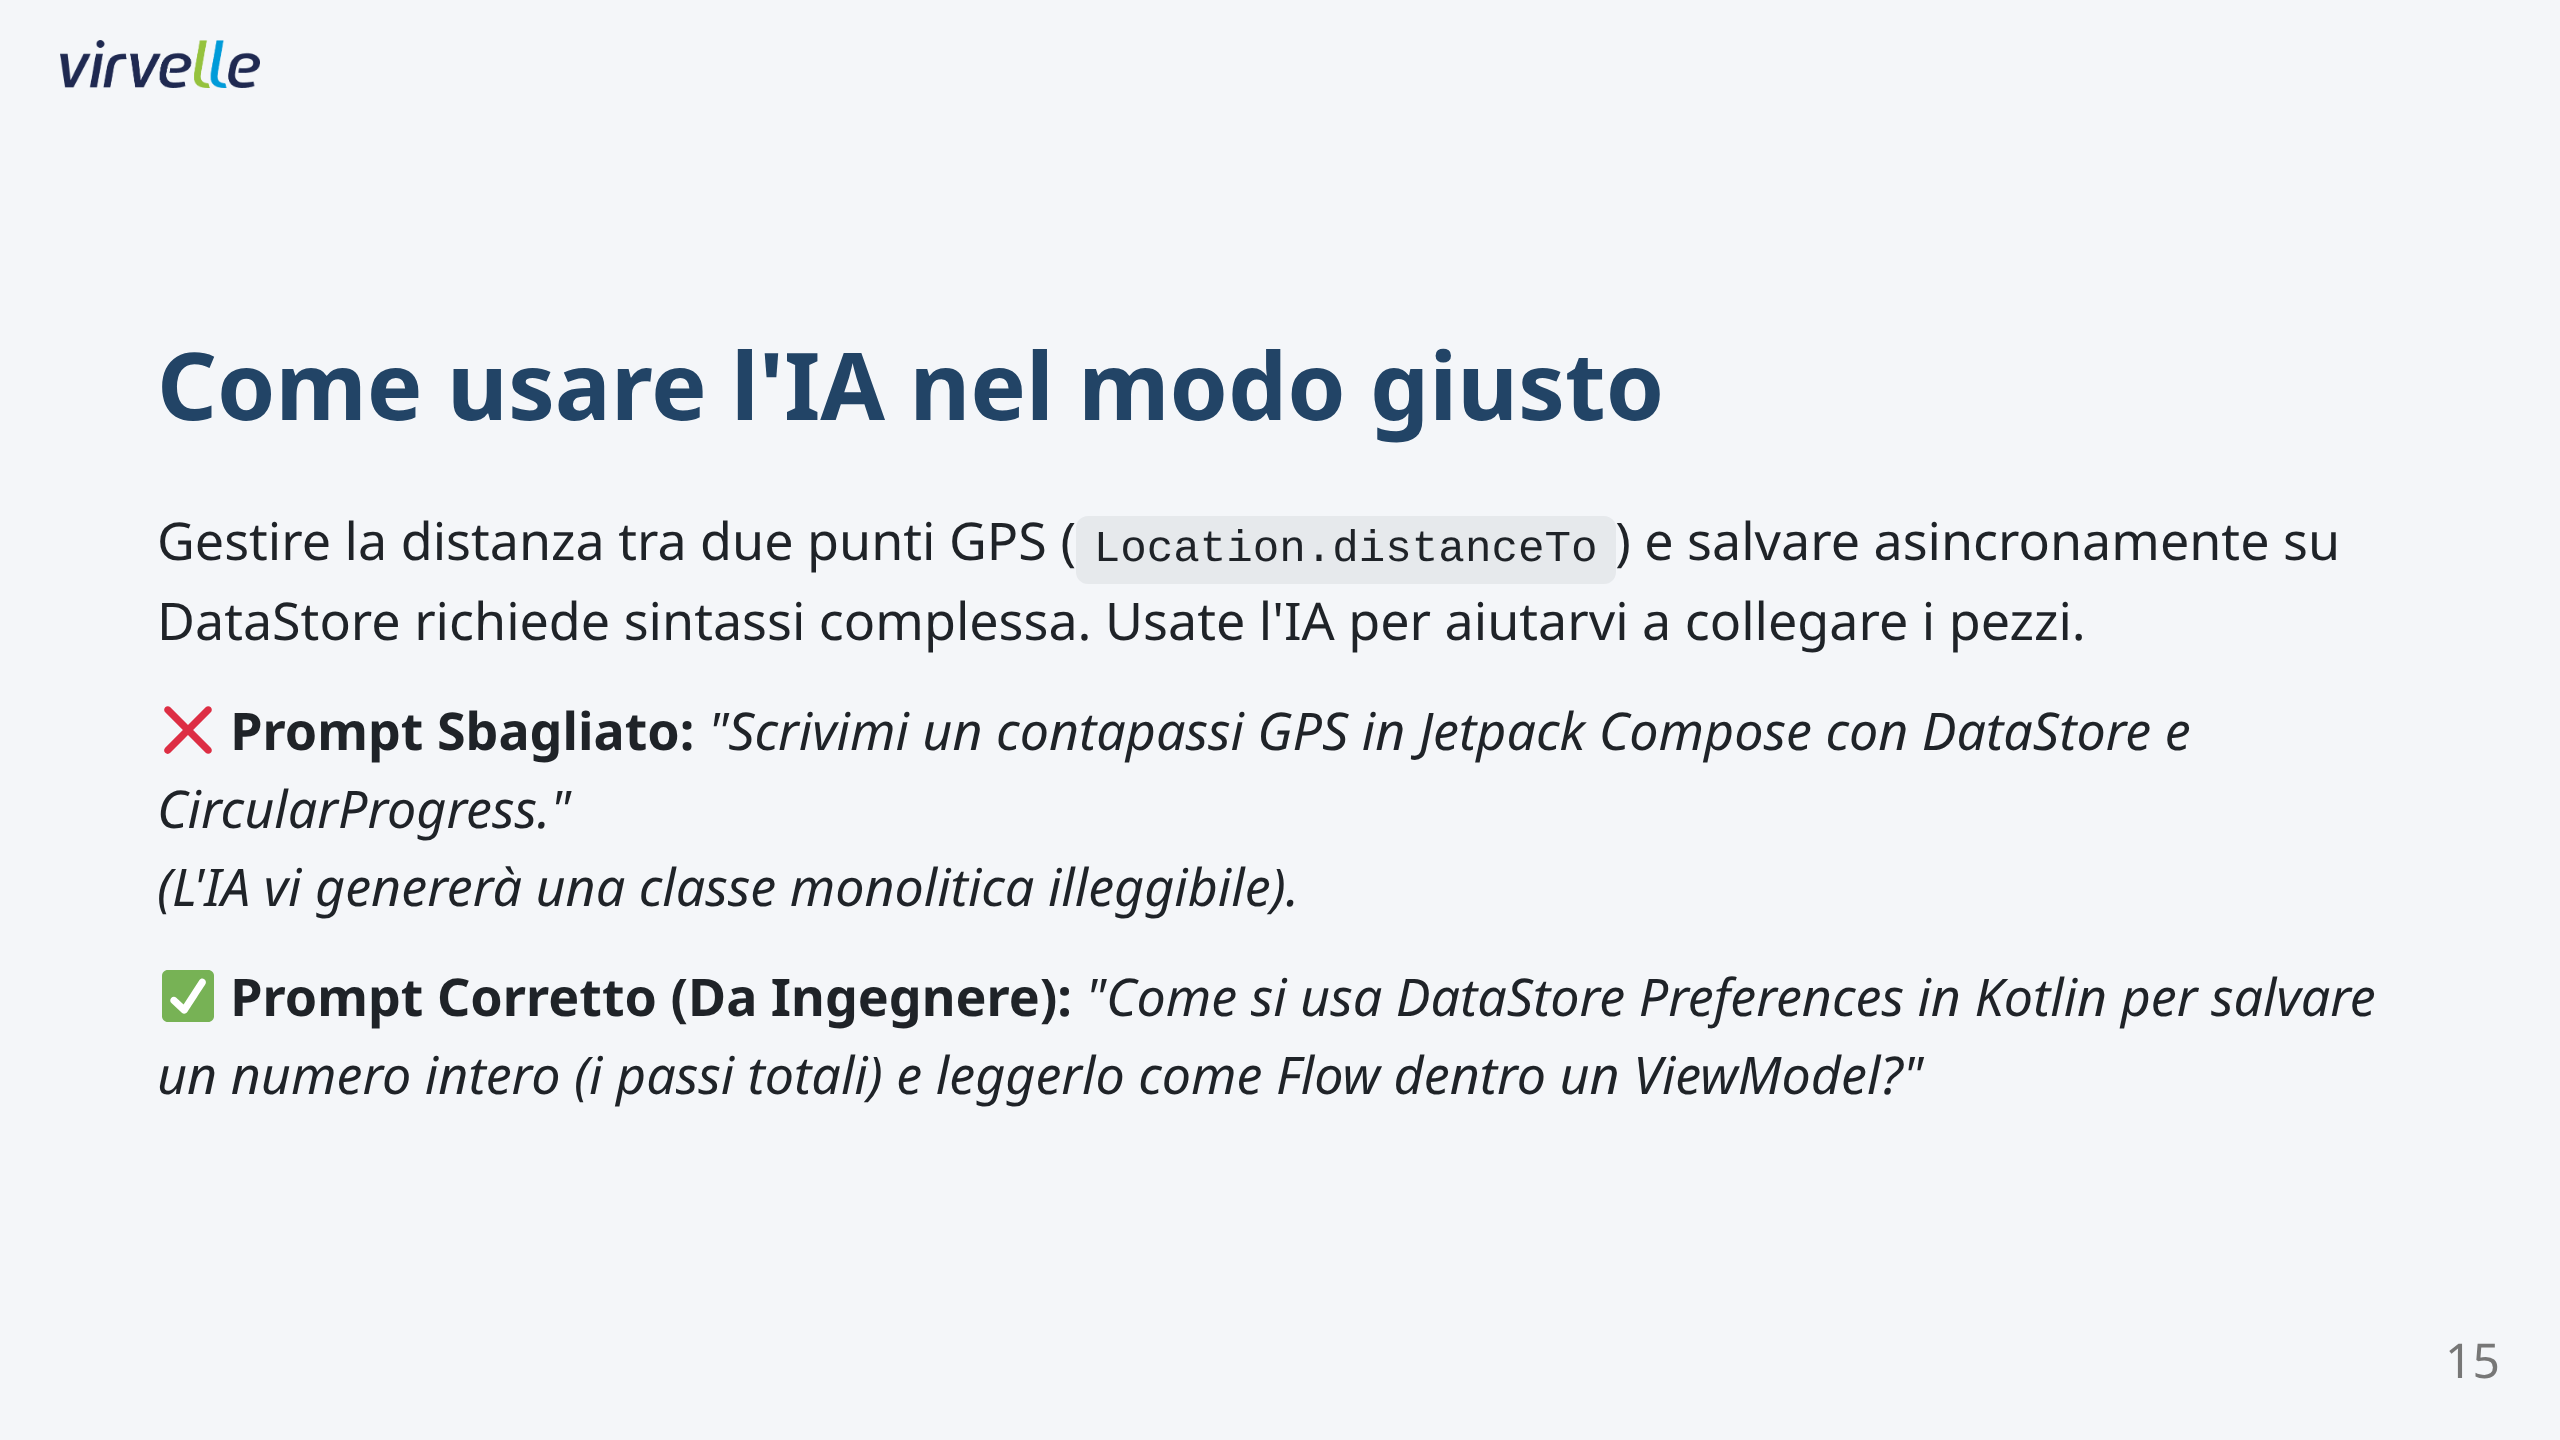 virvelle
Come usare l'IA nel modo giusto
Gestire la distanza tra due punti GPS (Location.distanceTo) e salvare asincronamente su
DataStore richiede sintassi complessa. Usate l'IA per aiutarvi a collegare i pezzi.
❌ Prompt Sbagliato: "Scrivimi un contapassi GPS in Jetpack Compose con DataStore e
CircularProgress."
(L'IA vi genererà una classe monolitica illeggibile).
✅ Prompt Corretto (Da Ingegnere): "Come si usa DataStore Preferences in Kotlin per salvare
un numero intero (i passi totali) e leggerlo come Flow dentro un ViewModel?"
15